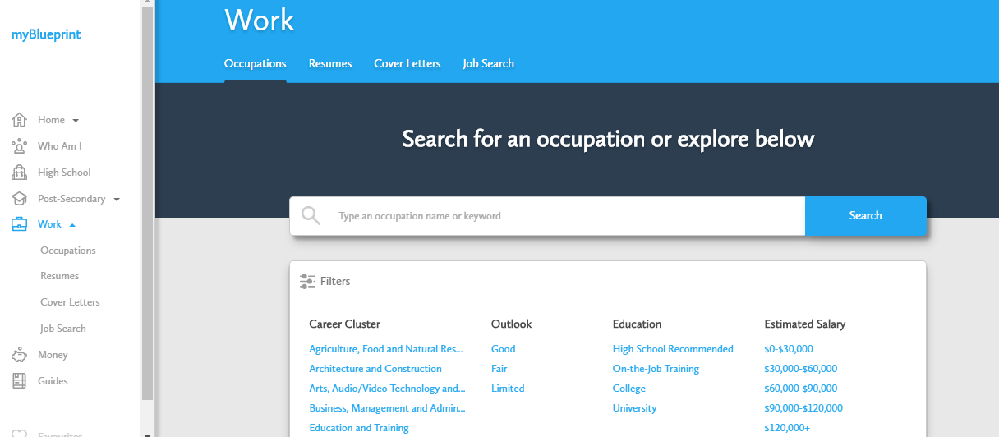 myBlueprint
Home
Who Am I
High School
Post-Secondary
Work
Occupations
Resumes
Cover Letters
Job Search
Money
Guides
Favourites
Work
Occupations Resumes Cover Letters Job Search
Search for an occupation or explore below
Type an occupation name or keyword Search
Filters
Career Cluster Outlook Education Estimated Salary
Agriculture, Food and Natural Res... Good High School Recommended $0-$30,000
Architecture and Construction Fair On-the-Job Training $30,000-$60,000
Arts, Audio/Video Technology and... Limited College $60,000-$90,000
Business, Management and Admin... University $90,000-$120,000
Education and Training $120,000+